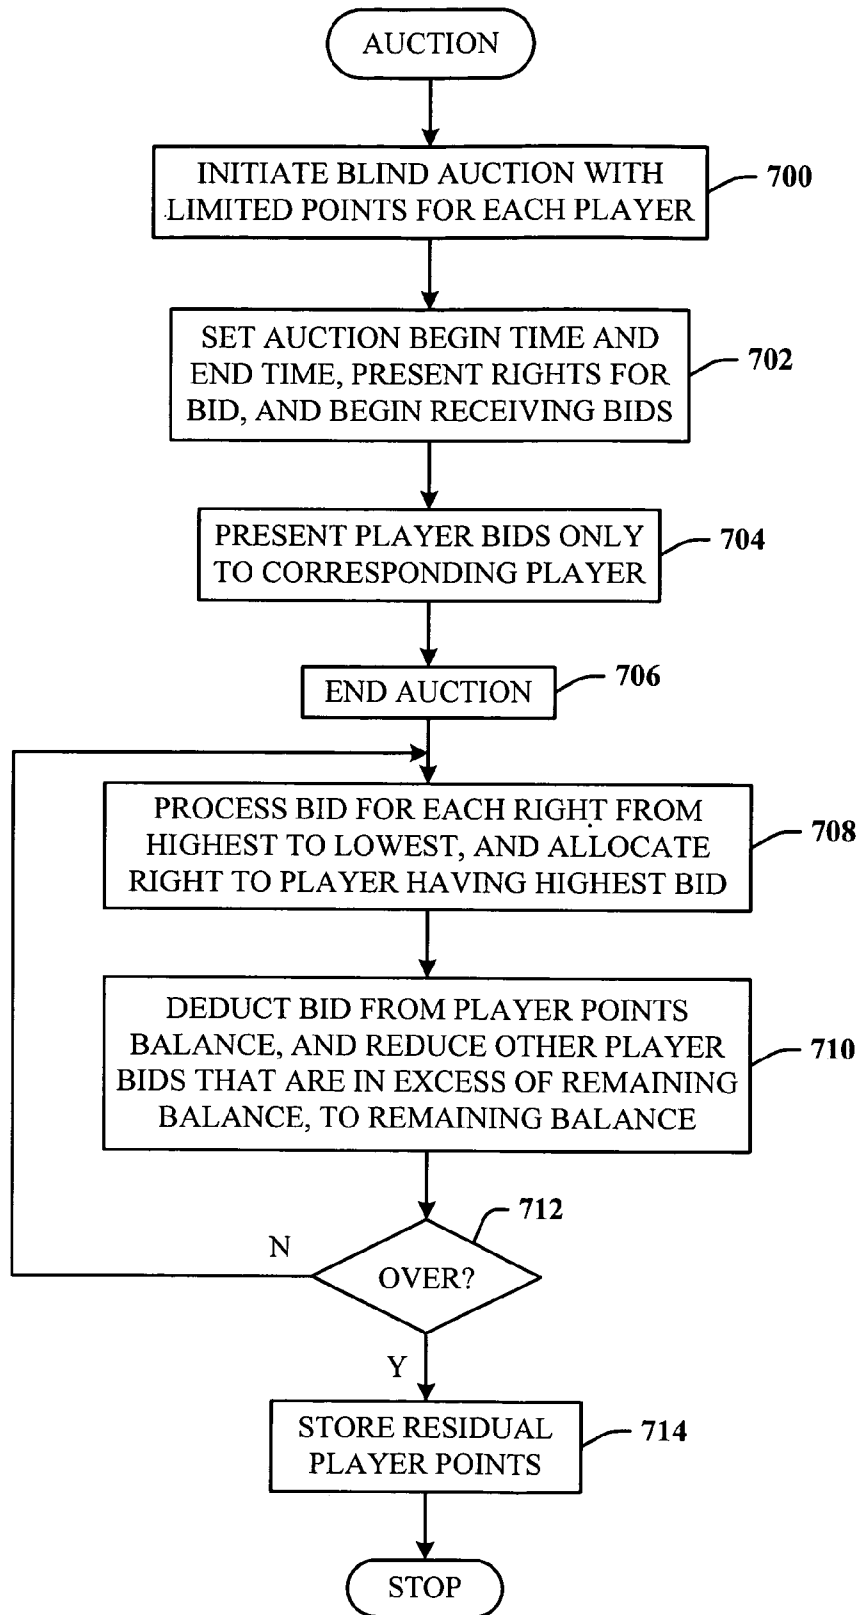 AUCTION
INITIATE BLIND AUCTION WITH
LIMITED POINTS FOR EACH PLAYER
700
SET AUCTION BEGIN TIME AND
END TIME, PRESENT RIGHTS FOR
BID, AND BEGIN RECEIVING BIDS
702
PRESENT PLAYER BIDS ONLY
TO CORRESPONDING PLAYER
704
END AUCTION
706
PROCESS BID FOR EACH RIGHT FROM
HIGHEST TO LOWEST, AND ALLOCATE
RIGHT TO PLAYER HAVING HIGHEST BID
708
DEDUCT BID FROM PLAYER POINTS
BALANCE, AND REDUCE OTHER PLAYER
BIDS THAT ARE IN EXCESS OF REMAINING
BALANCE, TO REMAINING BALANCE
710
712
N
OVER?
Y
STORE RESIDUAL
PLAYER POINTS
714
STOP